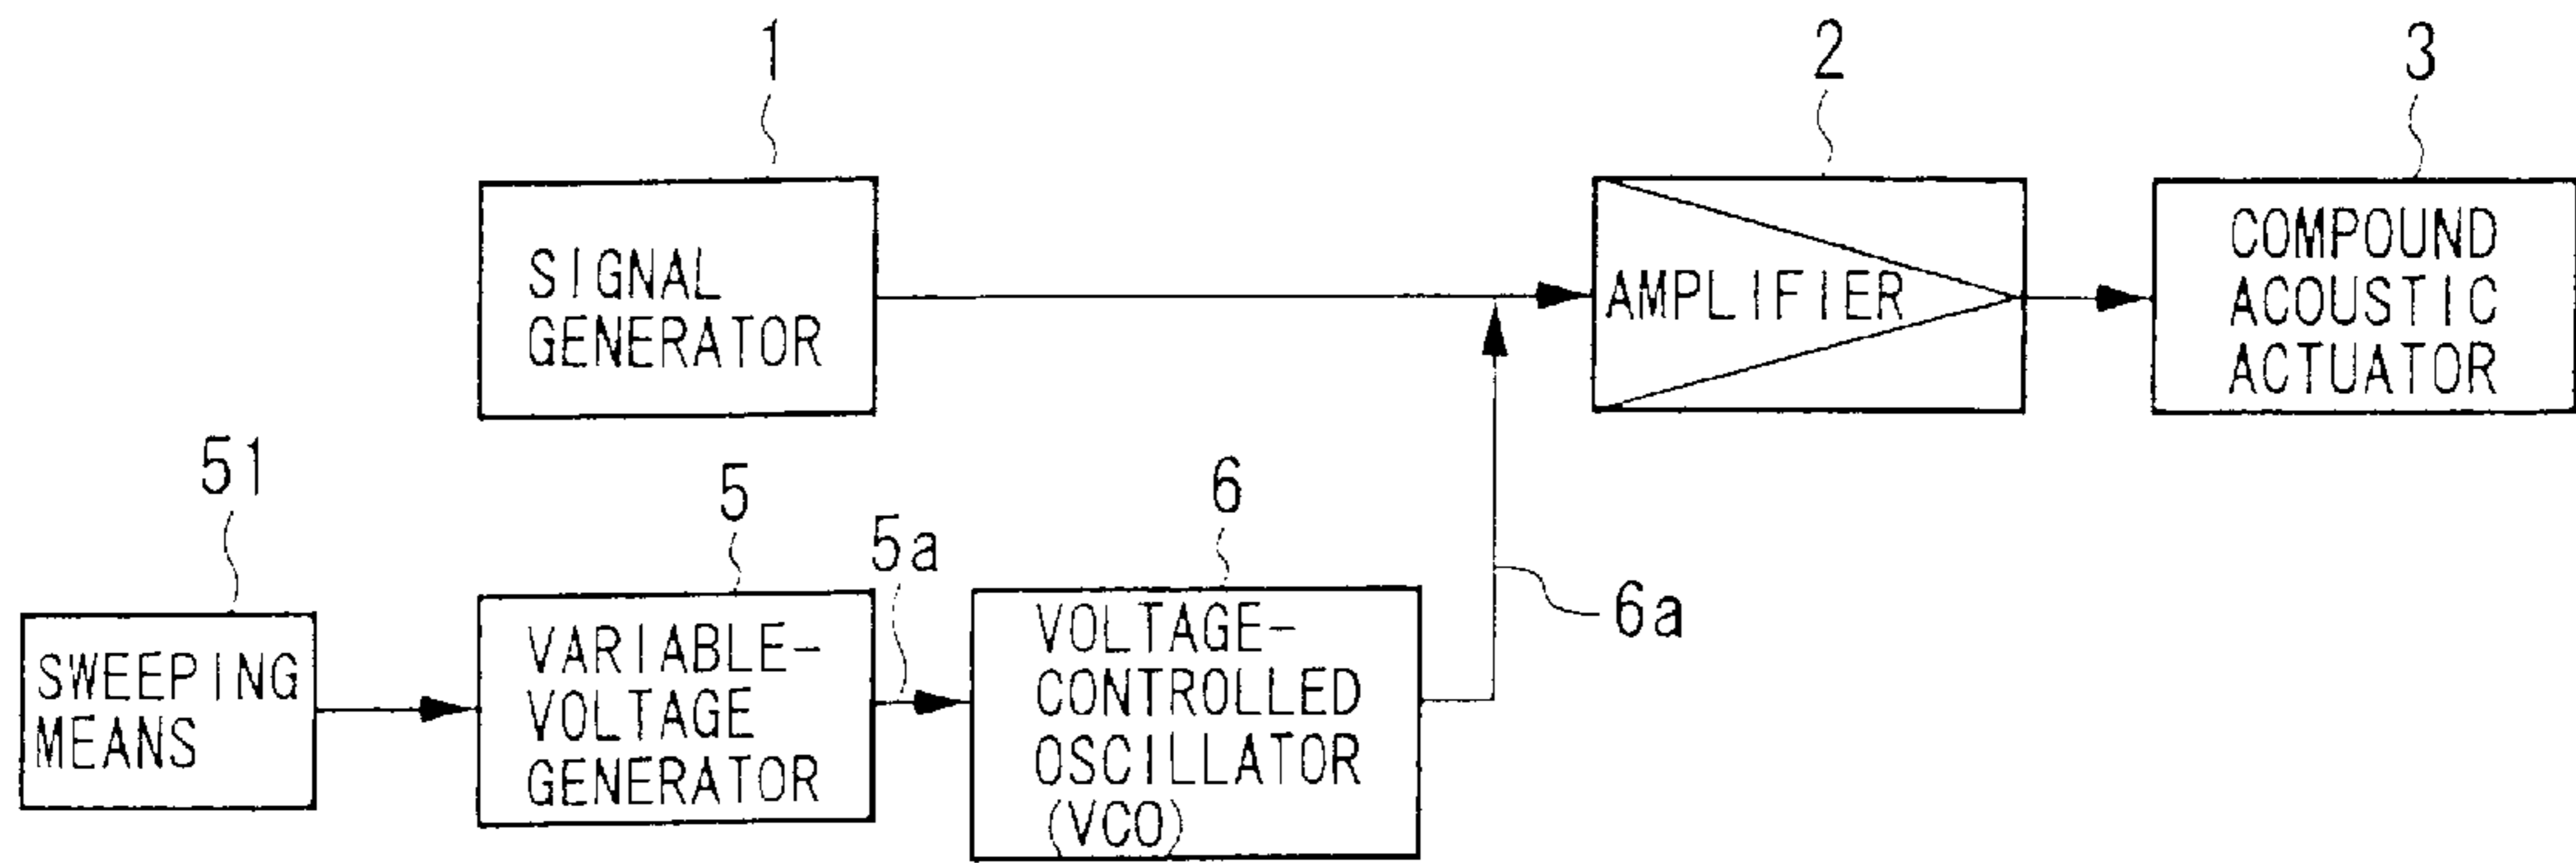 1
2
3
SIGNAL
GENERATOR
AMPLIFIER
COMPOUND
ACOUSTIC
ACTUATOR
51
5
5a
6
6a
SWEEPING
MEANS
VARIABLE-
VOLTAGE
GENERATOR
VOLTAGE-
CONTROLLED
OSCILLATOR
(VCO)